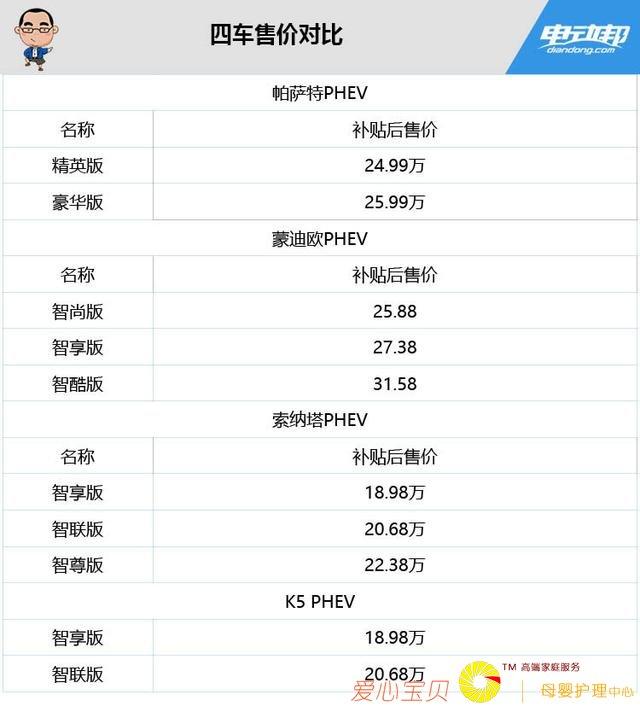 四车售价对比
电动邦
diandong.com
帕萨特PHEV
名称 补贴后售价
精英版 24.99万
豪华版 25.99万
蒙迪欧PHEV
名称 补贴后售价
智尚版 25.88
智享版 27.38
智酷版 31.58
索纳塔PHEV
名称 补贴后售价
智享版 18.98万
智联版 20.68万
智尊版 22.38万
K5 PHEV
智享版 18.98万
智联版 20.68万
爱心宝贝 TM 高端家庭服务
母婴护理中心